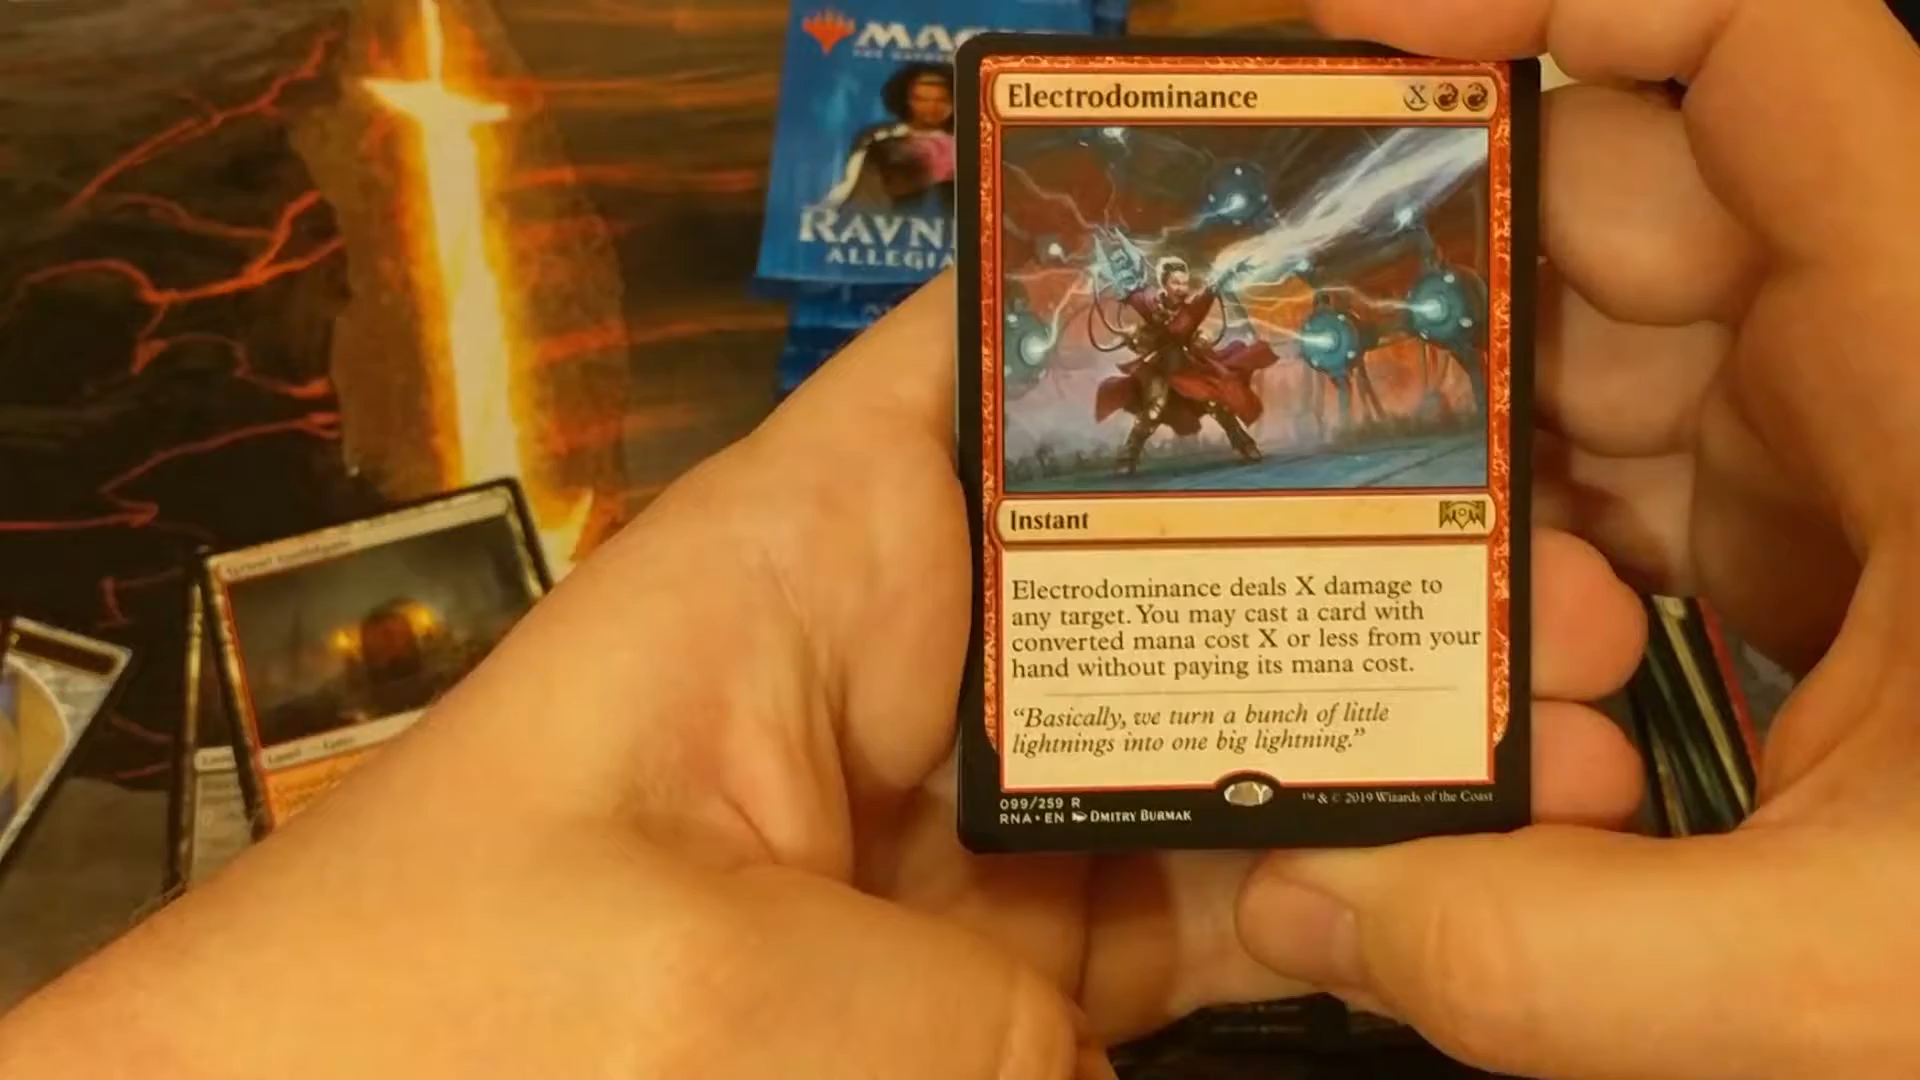 MAG
RAVNI
ALLEGIA
Electrodominance
X
Instant
Electrodominance deals X damage to
any target. You may cast a card with
converted mana cost X or less from your
hand without paying its mana cost.
“Basically, we turn a bunch of little
lightnings into one big lightning.”
099/259 R
RNA • EN DMITRY BURMAK
™ & © 2019 Wizards of the Coast